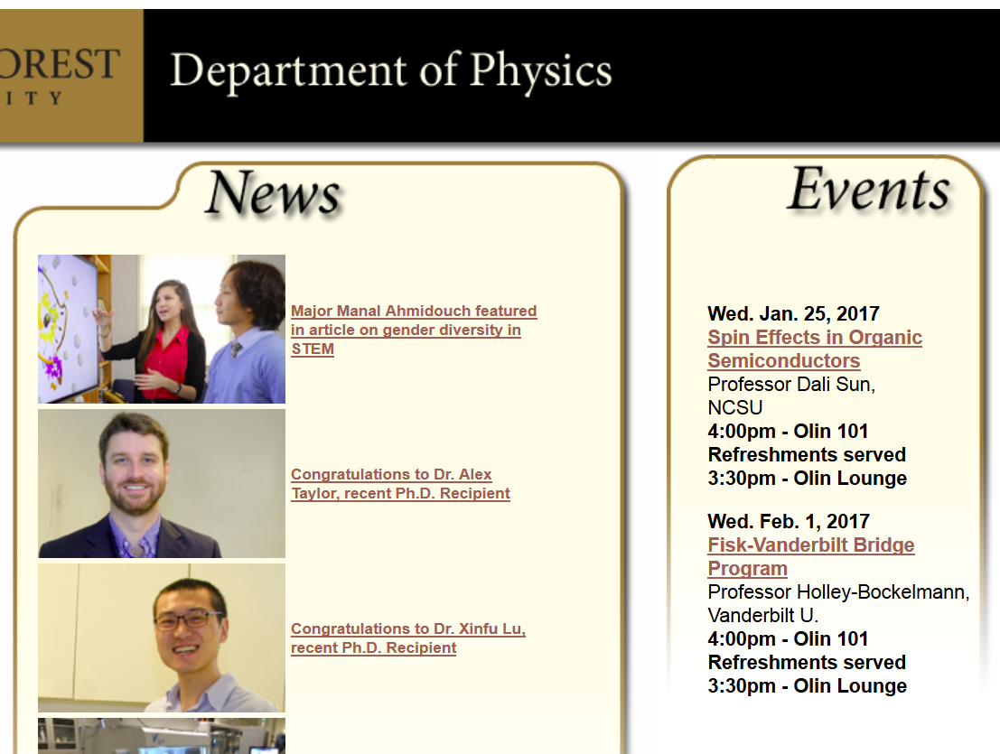 OREST
ITY
Department of Physics
News
Major Manal Ahmidouch featured
in article on gender diversity in
STEM
Congratulations to Dr. Alex
Taylor, recent Ph.D. Recipient
Congratulations to Dr. Xinfu Lu,
recent Ph.D. Recipient
Events
Wed. Jan. 25, 2017
Spin Effects in Organic
Semiconductors
Professor Dali Sun,
NCSU
4:00pm - Olin 101
Refreshments served
3:30pm - Olin Lounge
Wed. Feb. 1, 2017
Fisk-Vanderbilt Bridge
Program
Professor Holley-Bockelmann,
Vanderbilt U.
4:00pm - Olin 101
Refreshments served
3:30pm - Olin Lounge